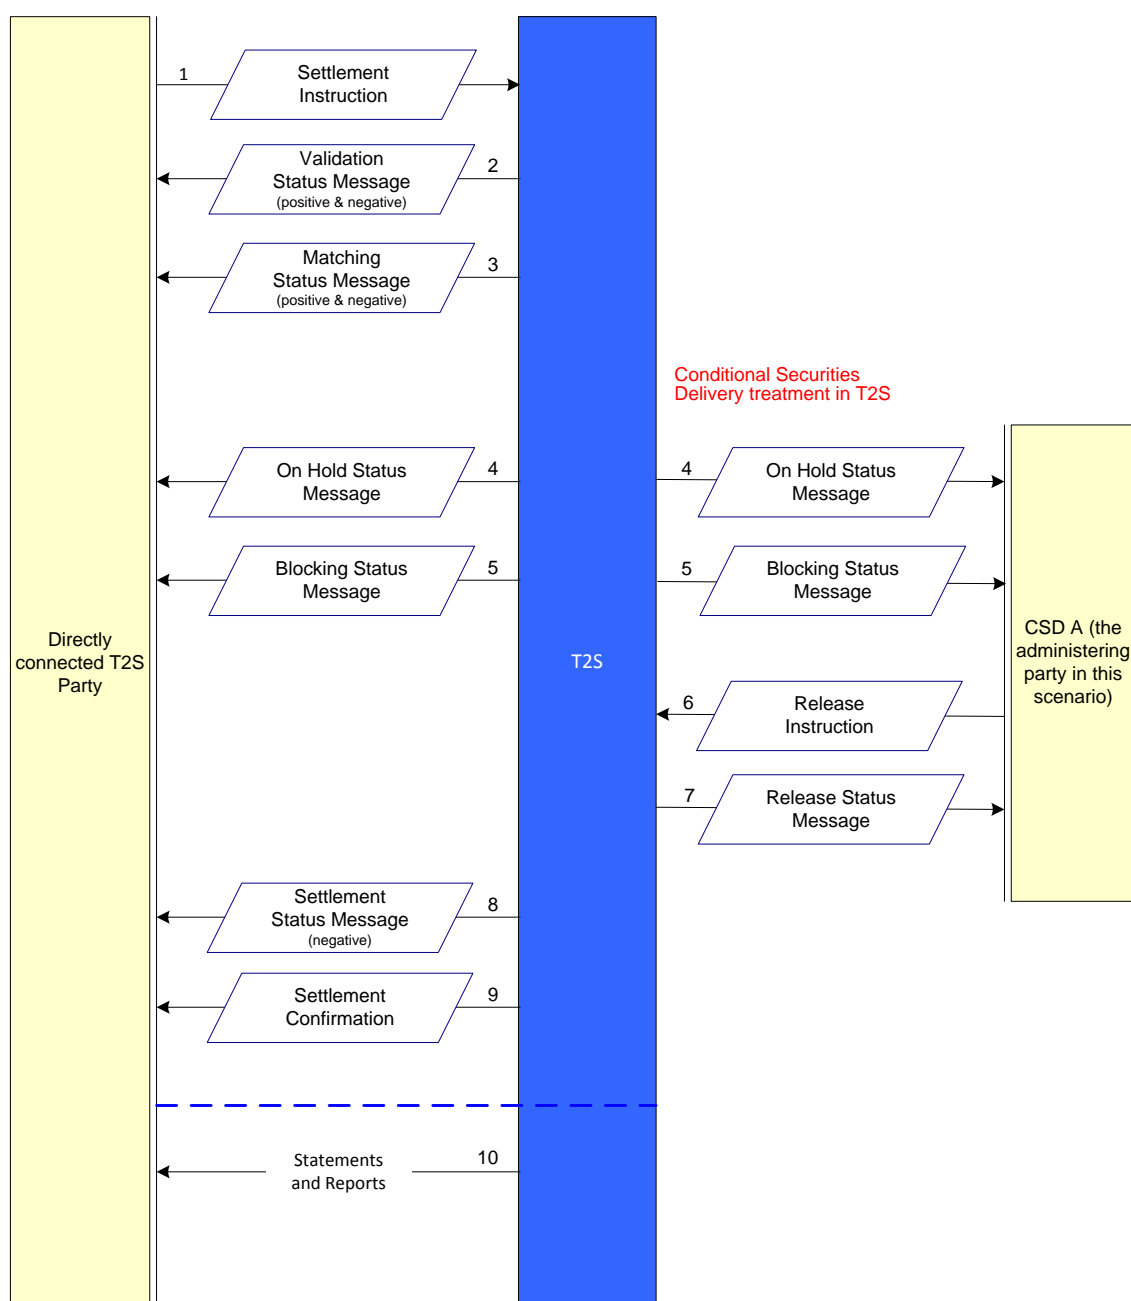 1
Settlement
Instruction
Validation
Status Message
(positive & negative)
2
Matching
Status Message
(positive & negative)
3
Conditional Securities
Delivery treatment in T2S
On Hold Status
Message
4
4
On Hold Status
Message
Blocking Status
Message
5
5
Blocking Status
Message
Directly
connected T2S
Party
T2S
CSD A (the
administering
party in this
scenario)
6
Release
Instruction
7
Release Status
Message
Settlement
Status Message
(negative)
8
Settlement
Confirmation
9
Statements
and Reports
10